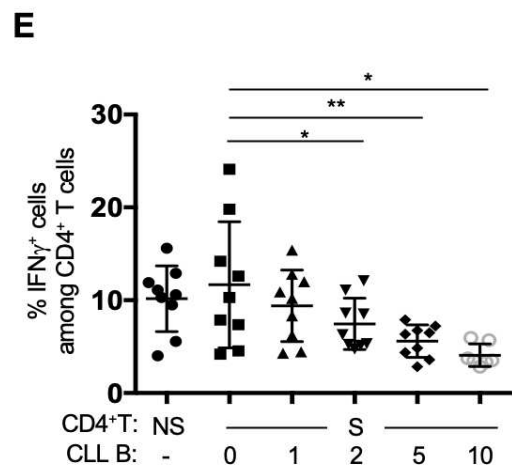 E
*
**
*
30
20
10
0
% IFNγ⁺ cells
among CD4⁺ T cells
CD4⁺T: NS S
CLL B: - 0 1 2 5 10